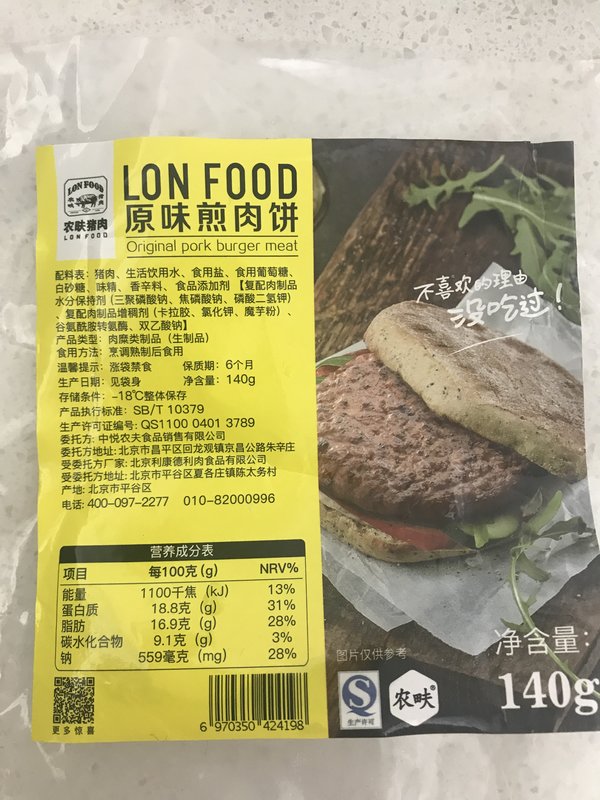 LON FOOD
农
畉
猪
肉
农畉猪肉
LON FOOD
LON FOOD
原味煎肉饼
Original pork burger meat
配料表：猪肉、生活饮用水、食用盐、食用葡萄糖、
白砂糖、味精、香辛料、食品添加剂【复配肉制品
水分保持剂 (三聚磷酸钠、焦磷酸钠、磷酸二氢钾)
、复配肉制品增稠剂 (卡拉胶、氯化钾、魔芋粉) 、
谷氨酰胺转氨酶、双乙酸钠】
产品类型：肉糜类制品（生制品）
食用方法：烹调熟制后食用
温馨提示：涨袋禁食 保质期：6个月
生产日期：见袋身 净含量：140g
存储条件：-18℃整体保存
产品执行标准：SB/T 10379
生产许可证编号: QS1100 0401 3789
委托方: 中悦农夫食品销售有限公司
委托方地址: 北京市昌平区回龙观镇京昌公路朱辛庄
受委托方厂家: 北京利康德利肉食品有限公司
受委托方地址: 北京市平谷区夏各庄镇陈太务村
产地: 北京市平谷区
电话: 400-097-2277 010-82000996
营养成分表
项目 每100克 (g) NRV%
能量 1100千焦 (kJ) 13%
蛋白质 18.8克 (g) 31%
脂肪 16.9克 (g) 28%
碳水化合物 9.1克 (g) 3%
钠 559毫克 (mg) 28%
更多惊喜
6 970350 424198
不喜欢的理由
没吃过！
图片仅供参考
生产许可
农畉
净含量：
140g